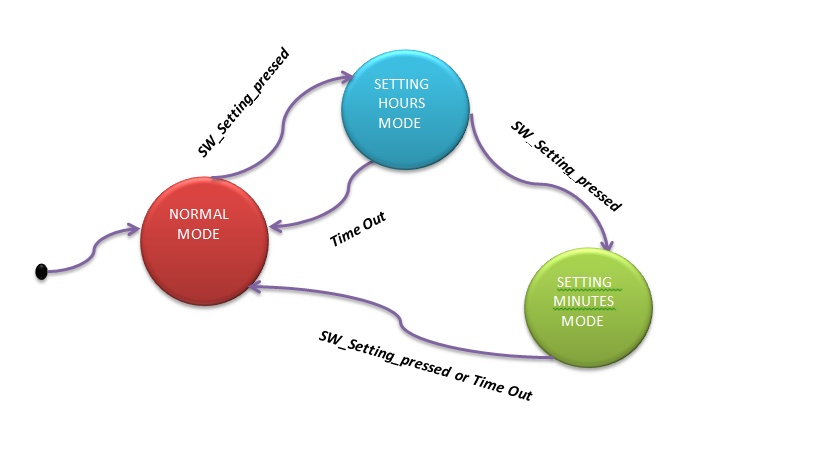 SW_Setting_pressed
SETTING
HOURS
MODE
SW_Setting_pressed
NORMAL
MODE
Time Out
SETTING
MINUTES
MODE
SW_Setting_pressed or Time Out